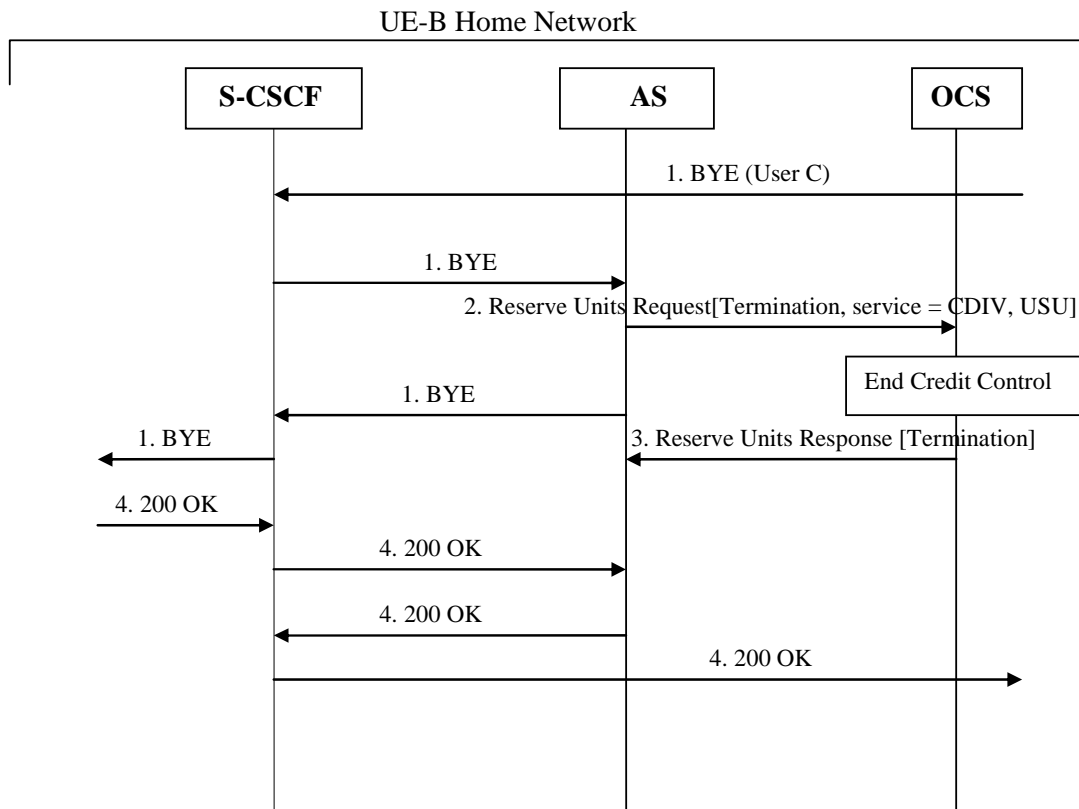 UE-B Home Network
S-CSCF
AS
OCS
1. BYE (User C)
1. BYE
2. Reserve Units Request[Termination, service = CDIV, USU]
End Credit Control
1. BYE
1. BYE
3. Reserve Units Response [Termination]
4. 200 OK
4. 200 OK
4. 200 OK
4. 200 OK